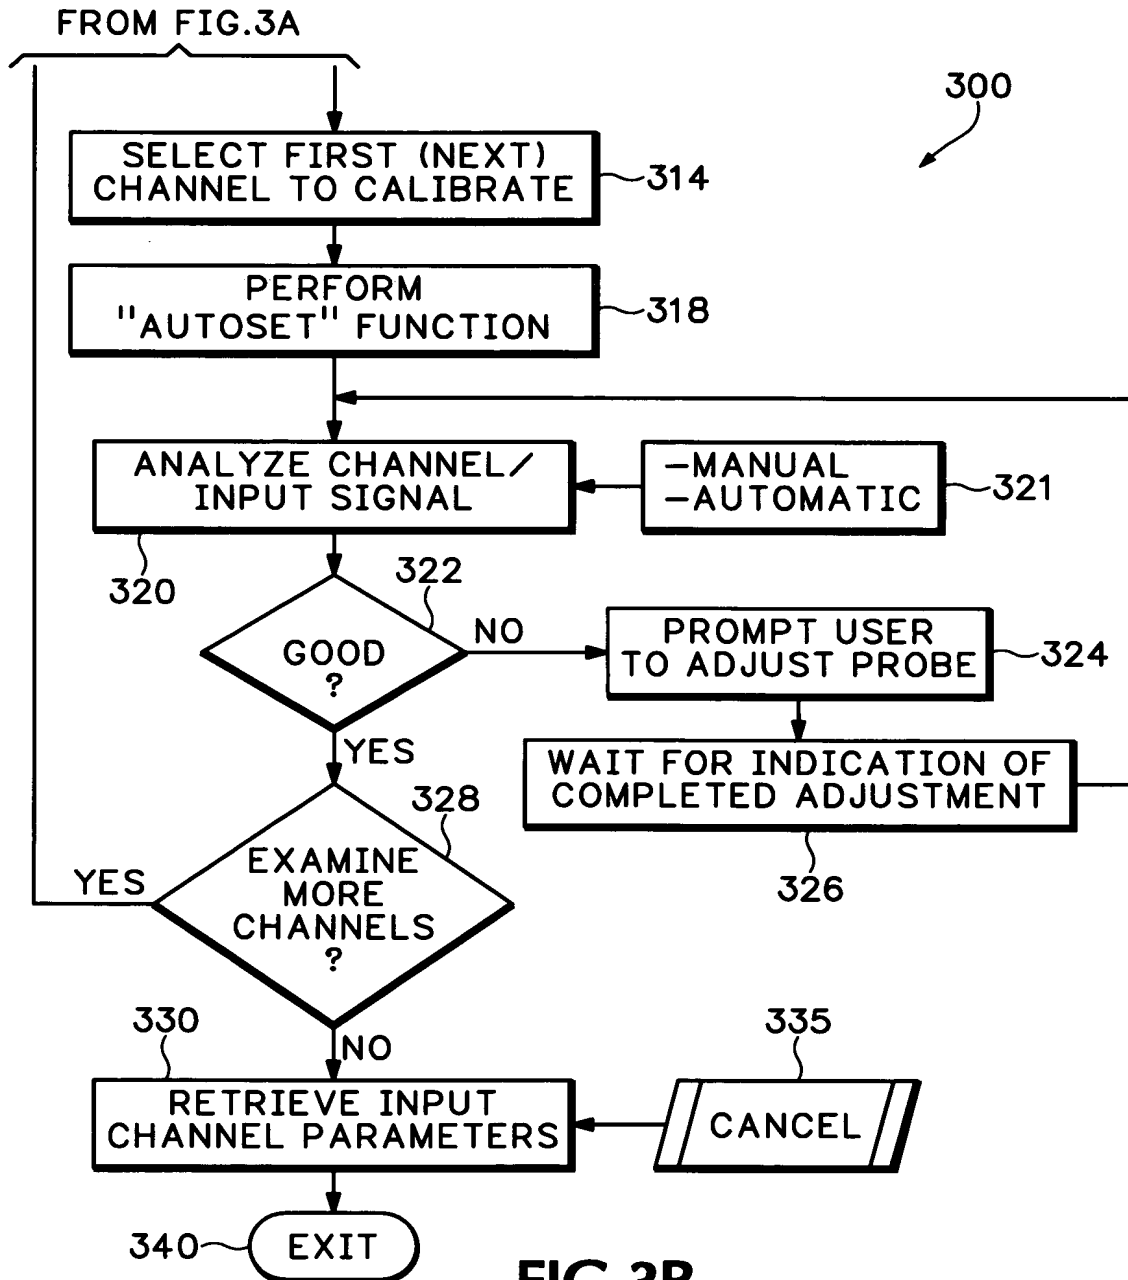 FROM FIG.3A
300
SELECT FIRST (NEXT)
CHANNEL TO CALIBRATE
314
PERFORM
"AUTOSET" FUNCTION
318
ANALYZE CHANNEL/
INPUT SIGNAL
320
-MANUAL
-AUTOMATIC
321
322
GOOD
?
NO
PROMPT USER
TO ADJUST PROBE
324
YES
WAIT FOR INDICATION OF
COMPLETED ADJUSTMENT
326
328
EXAMINE
MORE
CHANNELS
?
YES
NO
330
RETRIEVE INPUT
CHANNEL PARAMETERS
335
CANCEL
340
EXIT
FIG.3B